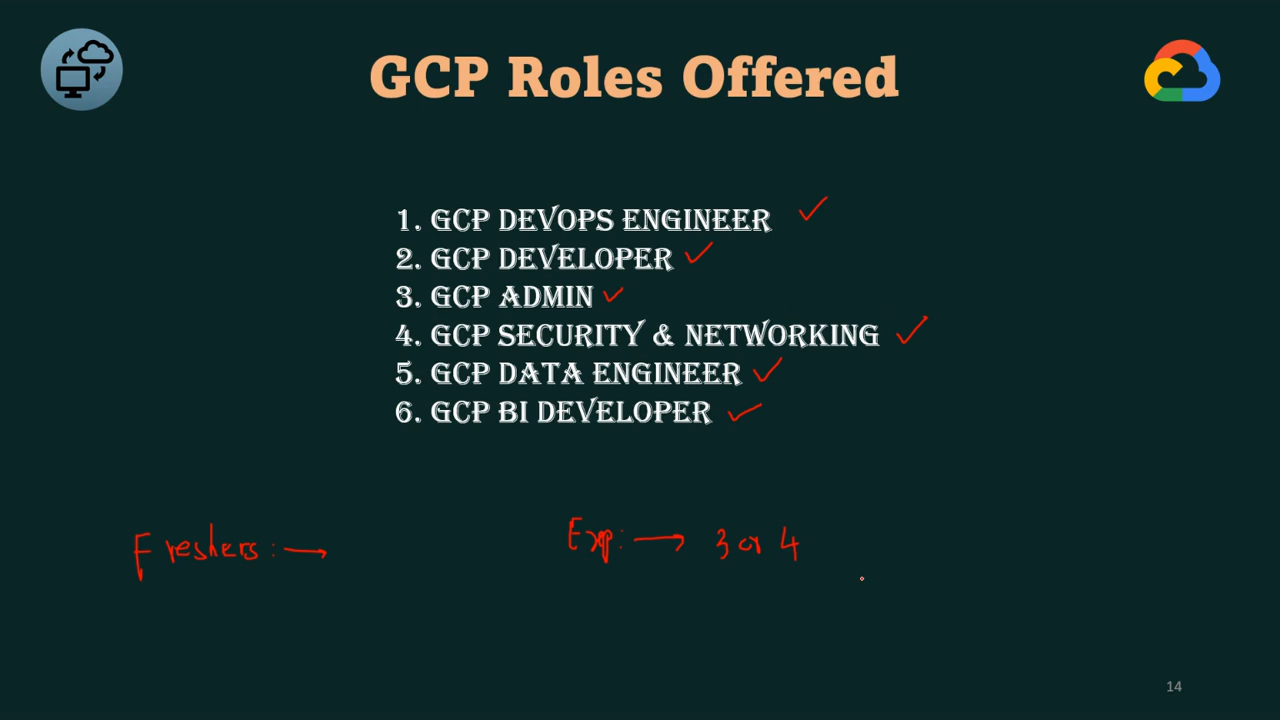 GCP Roles Offered
1. GCP DEVOPS ENGINEER
2. GCP DEVELOPER
3. GCP ADMIN
4. GCP SECURITY & NETWORKING
5. GCP DATA ENGINEER
6. GCP BI DEVELOPER
Freshers: → Exp: → 3 or 4
14